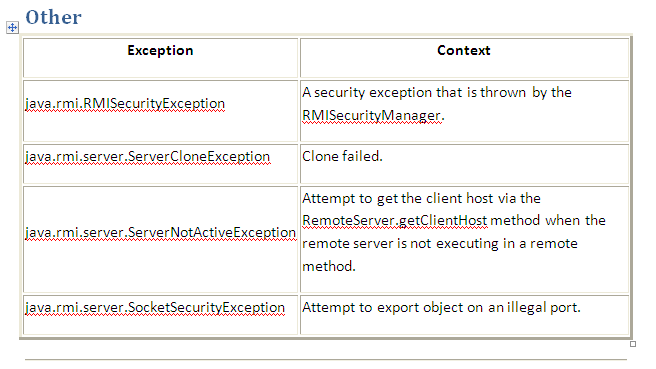 Other
Exception
Context
java.rmi.RMISecurityException
A security exception that is thrown by the
RMISecurityManager.
java.rmi.server.ServerCloneException
Clone failed.
java.rmi.server.ServerNotActiveException
Attempt to get the client host via the
RemoteServer.getClientHost method when the
remote server is not executing in a remote
method.
java.rmi.server.SocketSecurityException
Attempt to export object on an illegal port.